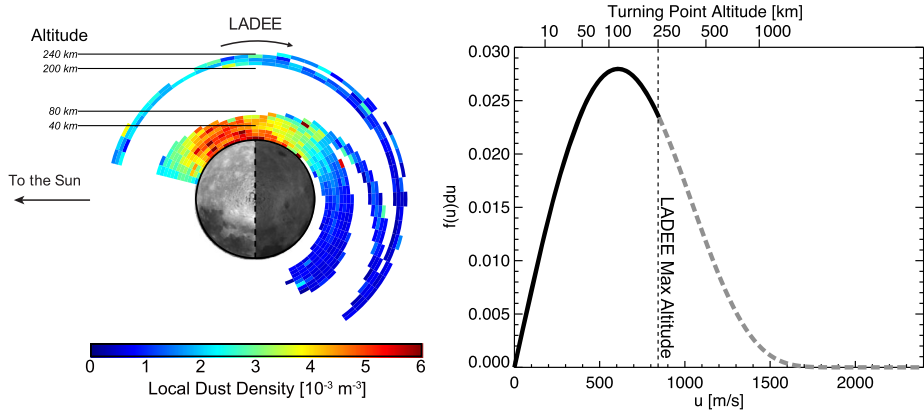 LADEE
Altitude
240 km
200 km
80 km
40 km
To the Sun
0 1 2 3 4 5 6
Local Dust Density [10⁻³ m⁻³]
Turning Point Altitude [km]
10 50 100 250 500 1000
0.030
0.025
0.020
0.015
0.010
0.005
0.000
f(u)du
LADEE Max Altitude
0 500 1000 1500 2000
u [m/s]